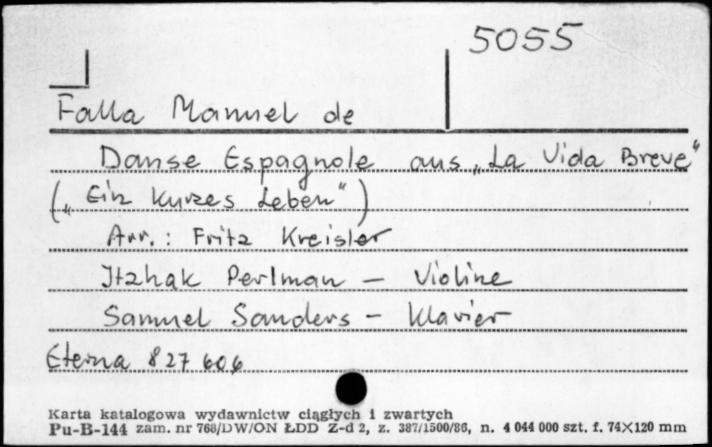 5055
Falla Manuel de
Danse Espagnole aus „La Vida Breve"
(„Ein kurzes Leben")
Arr.: Fritz Kreisler
Itzhak Perlman – Violine
Samuel Sanders – Klavier
Eterna 827 606
Karta katalogowa wydawnictw ciągłych i zwartych
Pu-B-144 zam. nr 768/DW/ON ŁDD Z-d 2, z. 387/1500/86, n. 4 044 000 szt. f. 74×120 mm